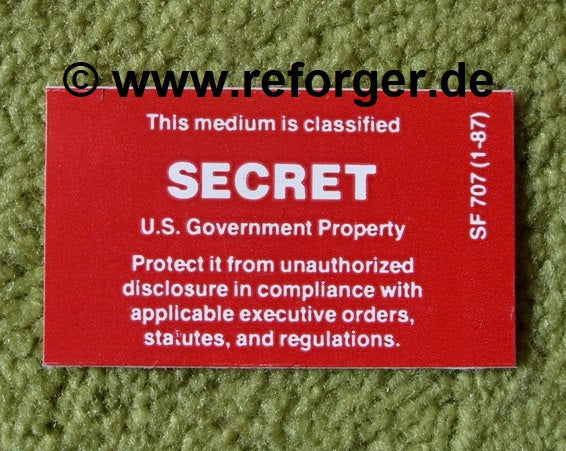 © www.reforger.de
This medium is classified
SECRET
U.S. Government Property
Protect it from unauthorized
disclosure in compliance with
applicable executive orders,
statutes, and regulations.
SF 707 (1-87)